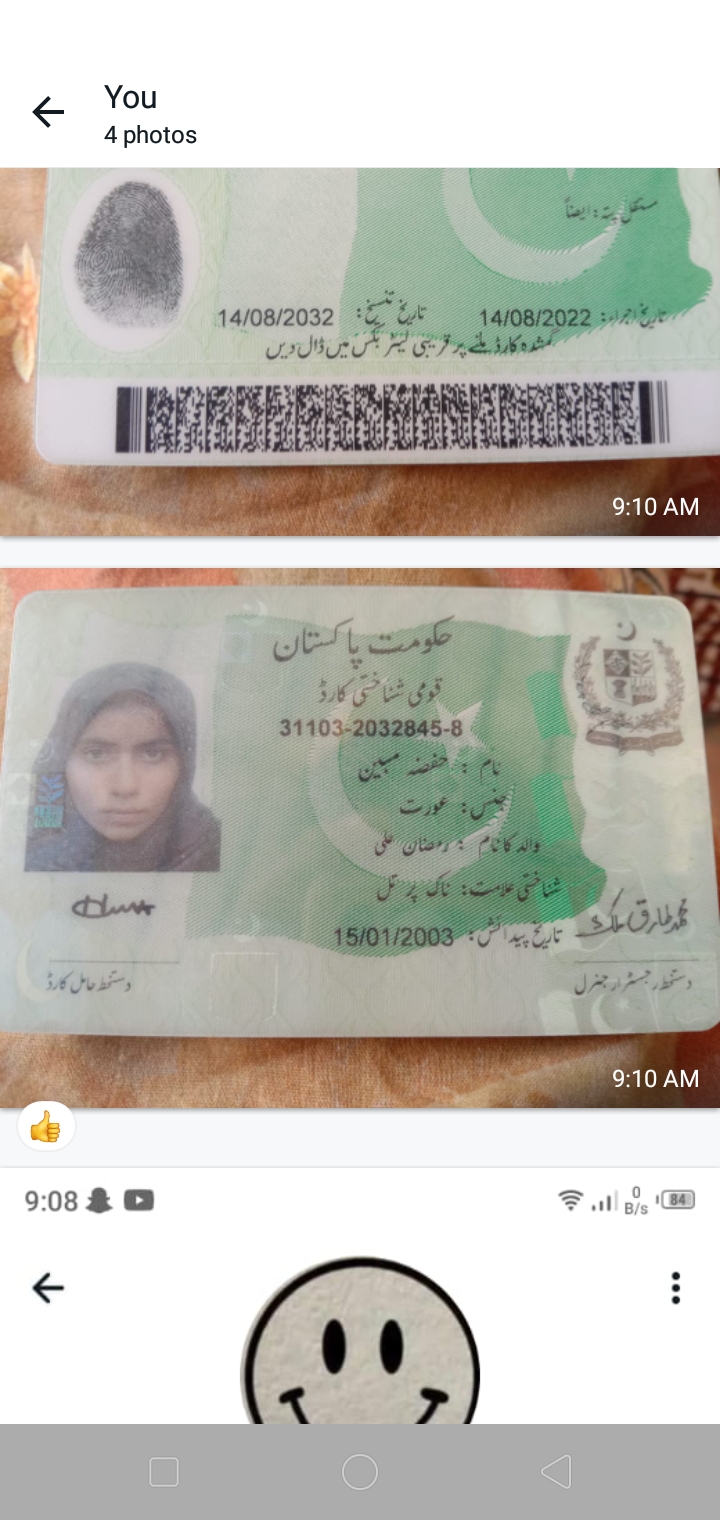 You
4 photos
مستقل پتہ: ایضاً
تاریخ اجراء: 14/08/2022 تاریخ تنسیخ: 14/08/2032
گمشدہ کارڈ ملنے پر قریبی لیٹر بکس میں ڈال دیں
9:10 AM
حکومت پاکستان
قومی شناختی کارڈ
31103-2032845-8
نام : حفضہ مبین
جنس: عورت
والد کا نام : رمضان علی
شناختی علامت: ناک پر تل
تاریخ پیدائش: 15/01/2003
محمد طارق ملک
دستخط حامل کارڈ
دستخط رجسٹرار جنرل
9:10 AM
9:08
0 B/s
84